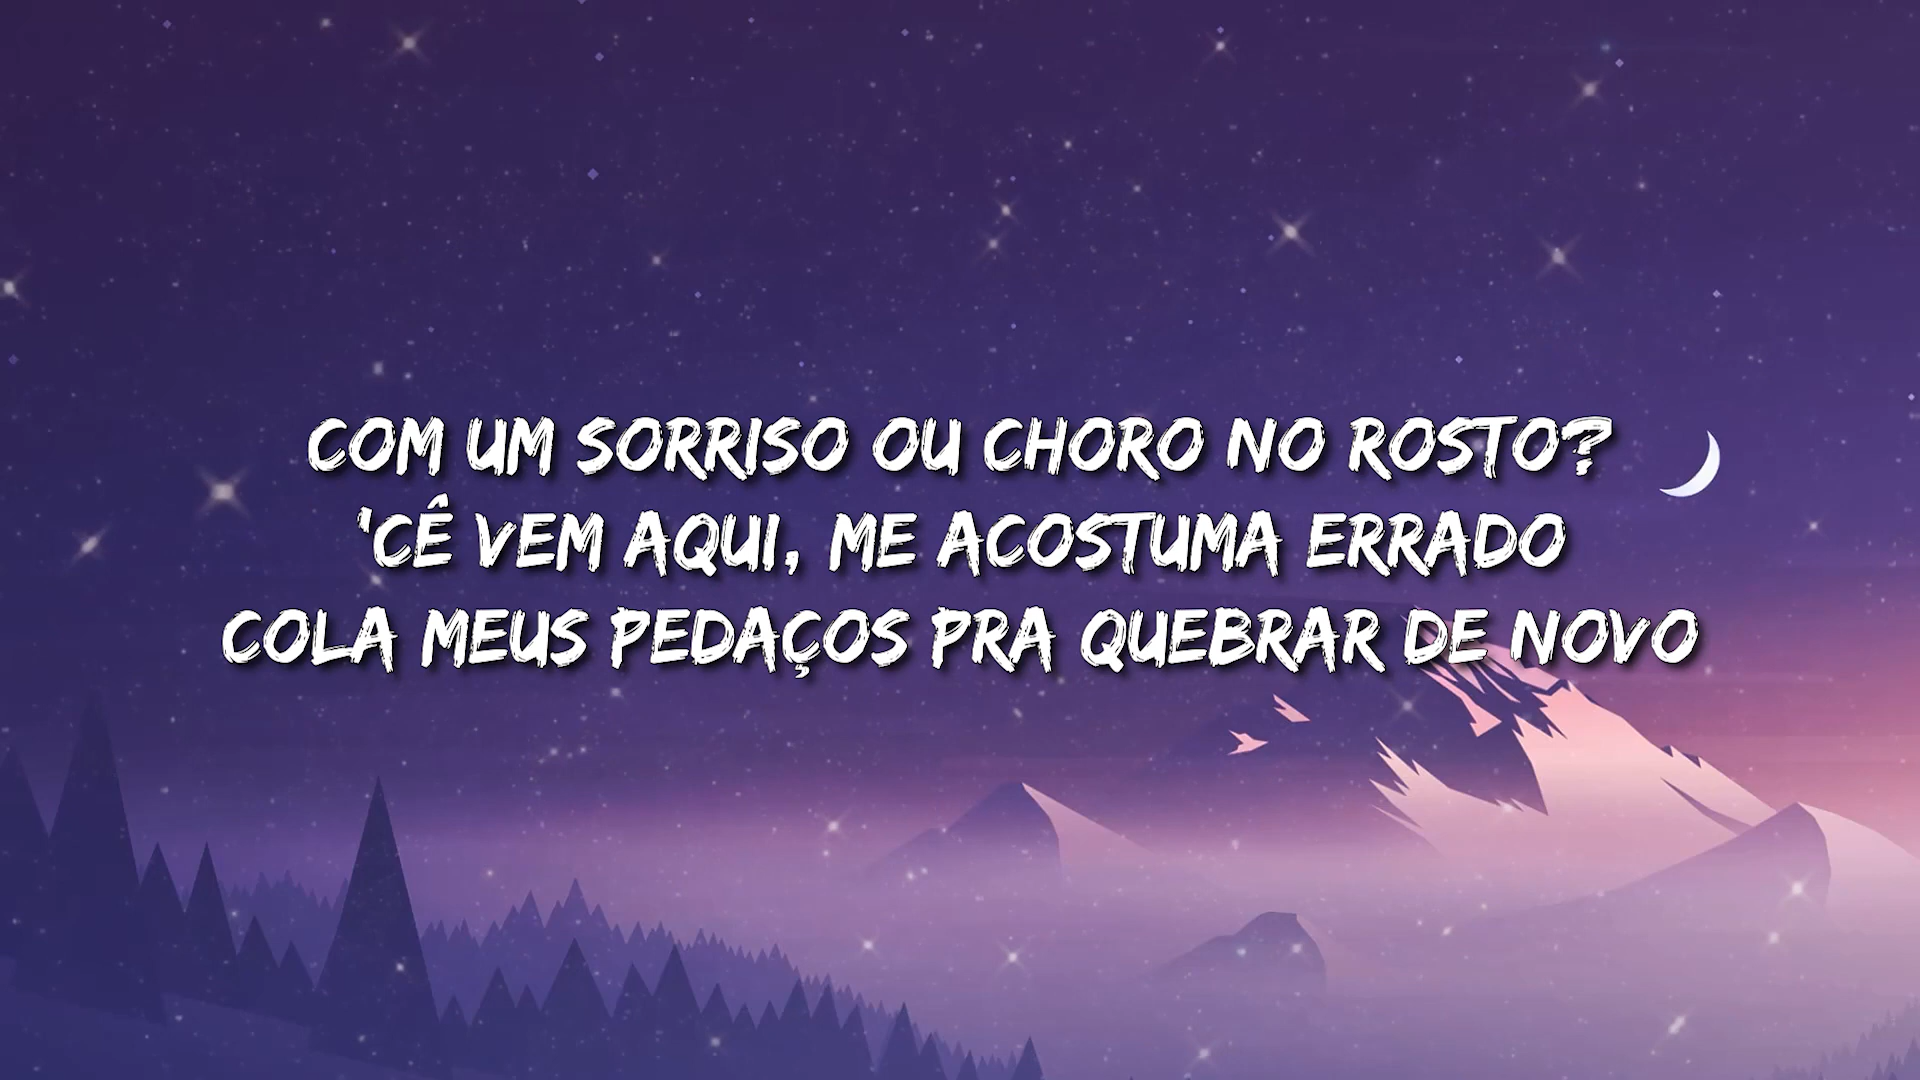 COM UM SORRISO OU CHORO NO ROSTO?
'CÊ VEM AQUI, ME ACOSTUMA ERRADO
COLA MEUS PEDAÇOS PRA QUEBRAR DE NOVO